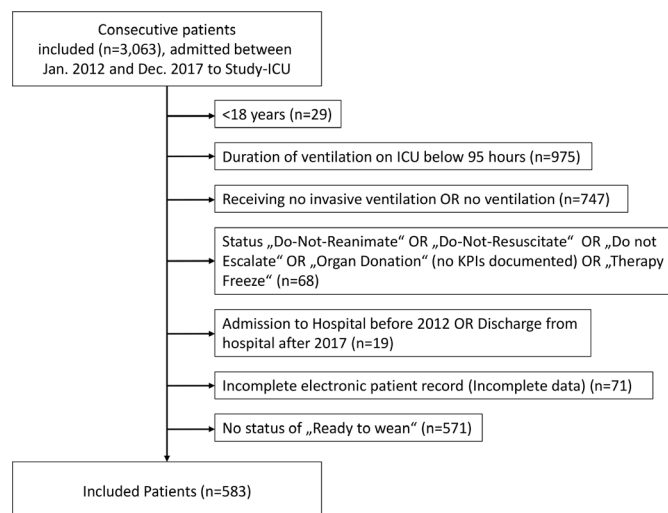 Consecutive patients
included (n=3,063), admitted between
Jan. 2012 and Dec. 2017 to Study-ICU
<18 years (n=29)
Duration of ventilation on ICU below 95 hours (n=975)
Receiving no invasive ventilation OR no ventilation (n=747)
Status „Do-Not-Reanimate“ OR „Do-Not-Resuscitate“ OR „Do not
Escalate“ OR „Organ Donation“ (no KPIs documented) OR „Therapy
Freeze“ (n=68)
Admission to Hospital before 2012 OR Discharge from
hospital after 2017 (n=19)
Incomplete electronic patient record (Incomplete data) (n=71)
No status of „Ready to wean“ (n=571)
Included Patients (n=583)